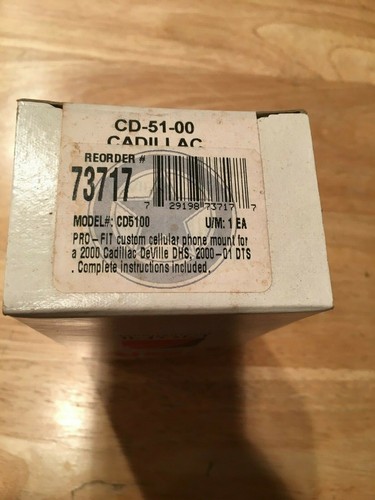 CD-51-00
CADILLAC
REORDER #
73717
7 29198 73717 7
MODEL#: CD5100 U/M: 1 EA
PRO-FIT custom cellular phone mount for
a 2000 Cadillac DeVille DHS, 2000-01 DTS
. Complete instructions included.